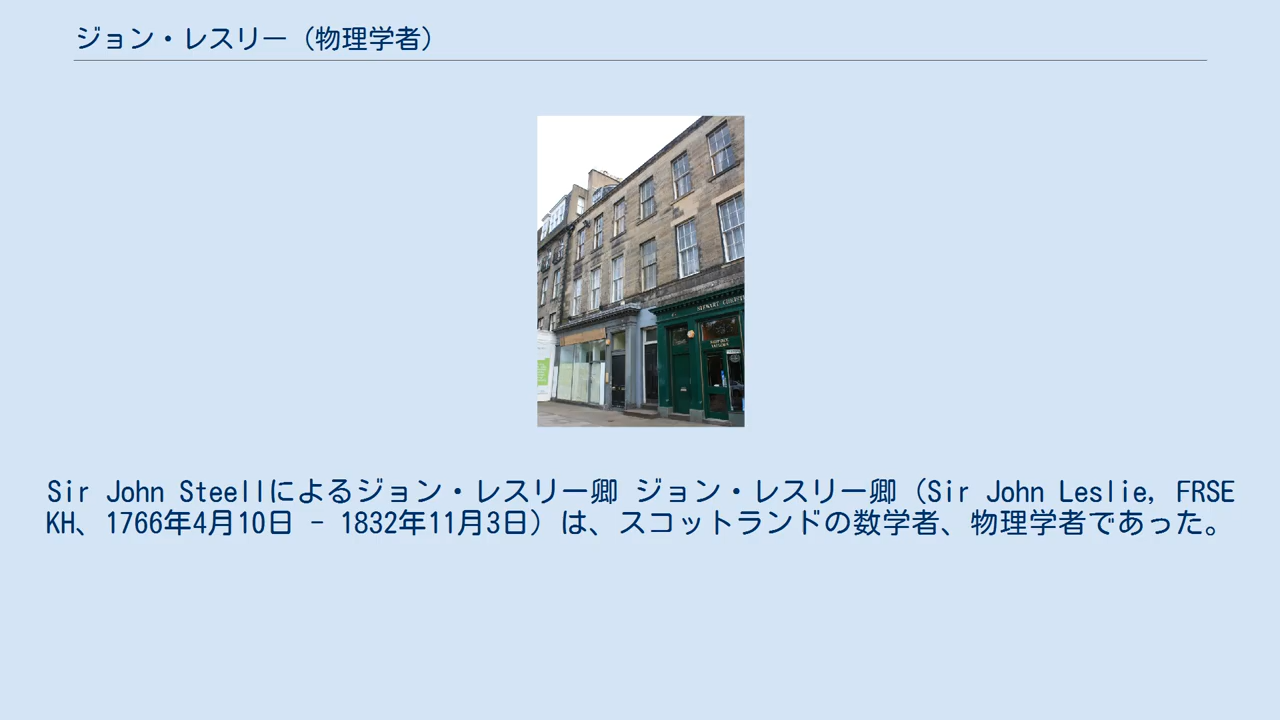 ジョン・レスリー（物理学者）
Sir John Steellによるジョン・レスリー卿 ジョン・レスリー卿（Sir John Leslie, FRSE
KH、1766年4月10日 - 1832年11月3日）は、スコットランドの数学者、物理学者であった。